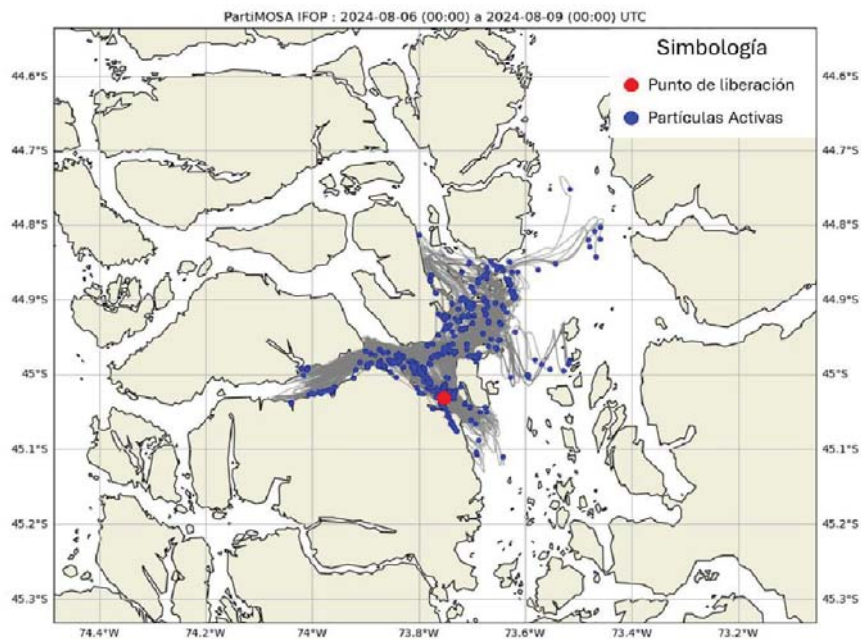 PartiMOSA IFOP : 2024-08-06 (00:00) a 2024-08-09 (00:00) UTC
Simbología
Punto de liberación
Partículas Activas
44.6°S 44.6°S
44.7°S 44.7°S
44.8°S 44.8°S
44.9°S 44.9°S
45°S 45°S
45.1°S 45.1°S
45.2°S 45.2°S
45.3°S 45.3°S
74.4°W 74.2°W 74°W 73.8°W 73.6°W 73.4°W 73.2°W